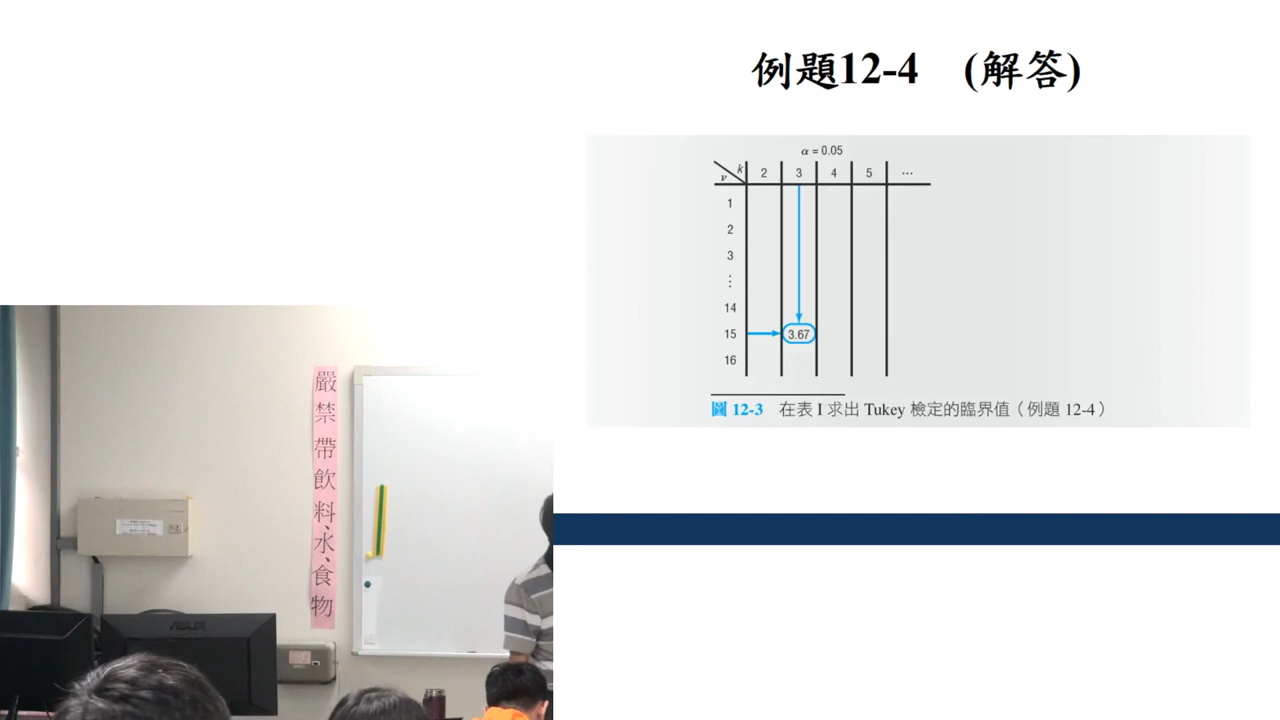 例題12-4 (解答)
α = 0.05
k
ν
2 3 4 5 ⋯
1
2
3
⋮
14
15 3.67
16
圖 12-3 在表 I 求出 Tukey 檢定的臨界值(例題 12-4)
嚴禁帶飲料、水、食物
ASUS